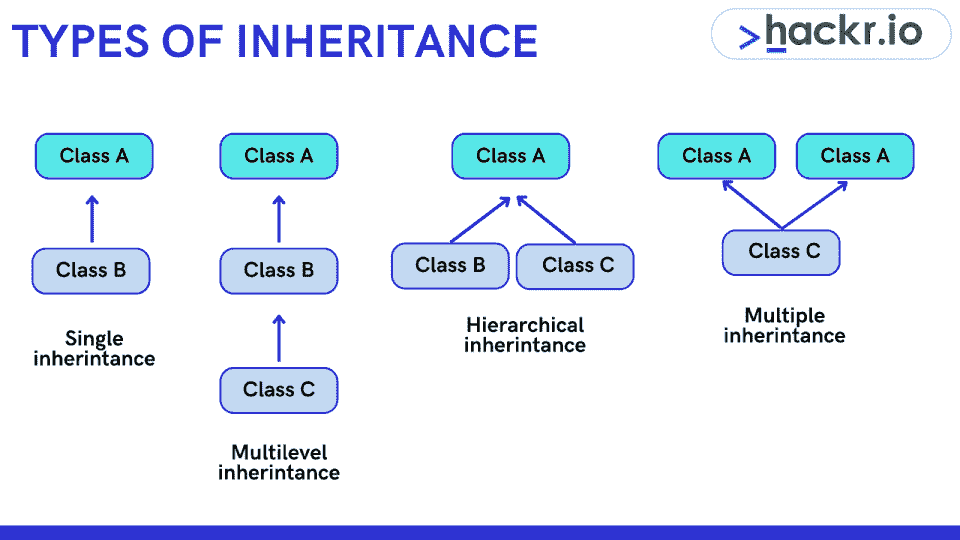 TYPES OF INHERITANCE
>hackr.io
Class A
Class B
Single
inherintance
Class A
Class B
Class C
Multilevel
inherintance
Class A
Class B
Class C
Hierarchical
inherintance
Class A
Class A
Class C
Multiple
inherintance